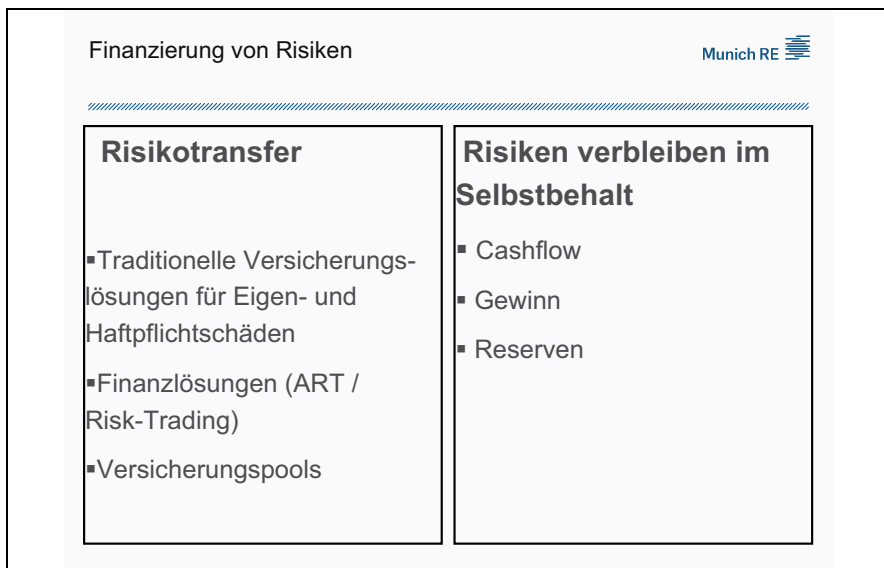 Finanzierung von Risiken
Munich RE
Risikotransfer
▪Traditionelle Versicherungs-
lösungen für Eigen- und
Haftpflichtschäden
▪Finanzlösungen (ART /
Risk-Trading)
▪Versicherungspools
Risiken verbleiben im
Selbstbehalt
▪ Cashflow
▪ Gewinn
▪ Reserven